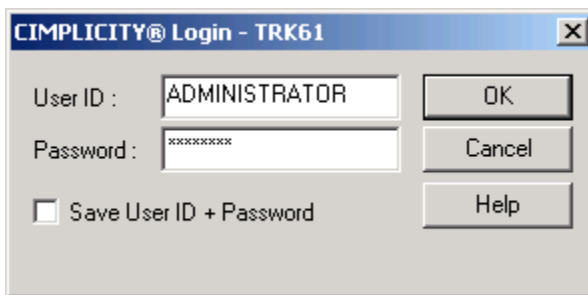 CIMPLICITY® Login - TRK61
User ID : ADMINISTRATOR OK
Password : ******** Cancel
Save User ID + Password Help